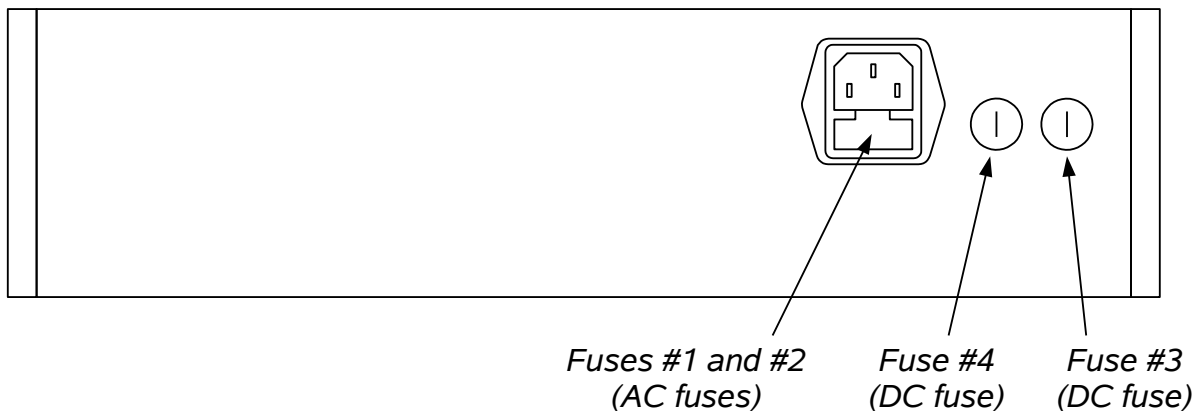 Fuses #1 and #2
(AC fuses)
Fuse #4
(DC fuse)
Fuse #3
(DC fuse)